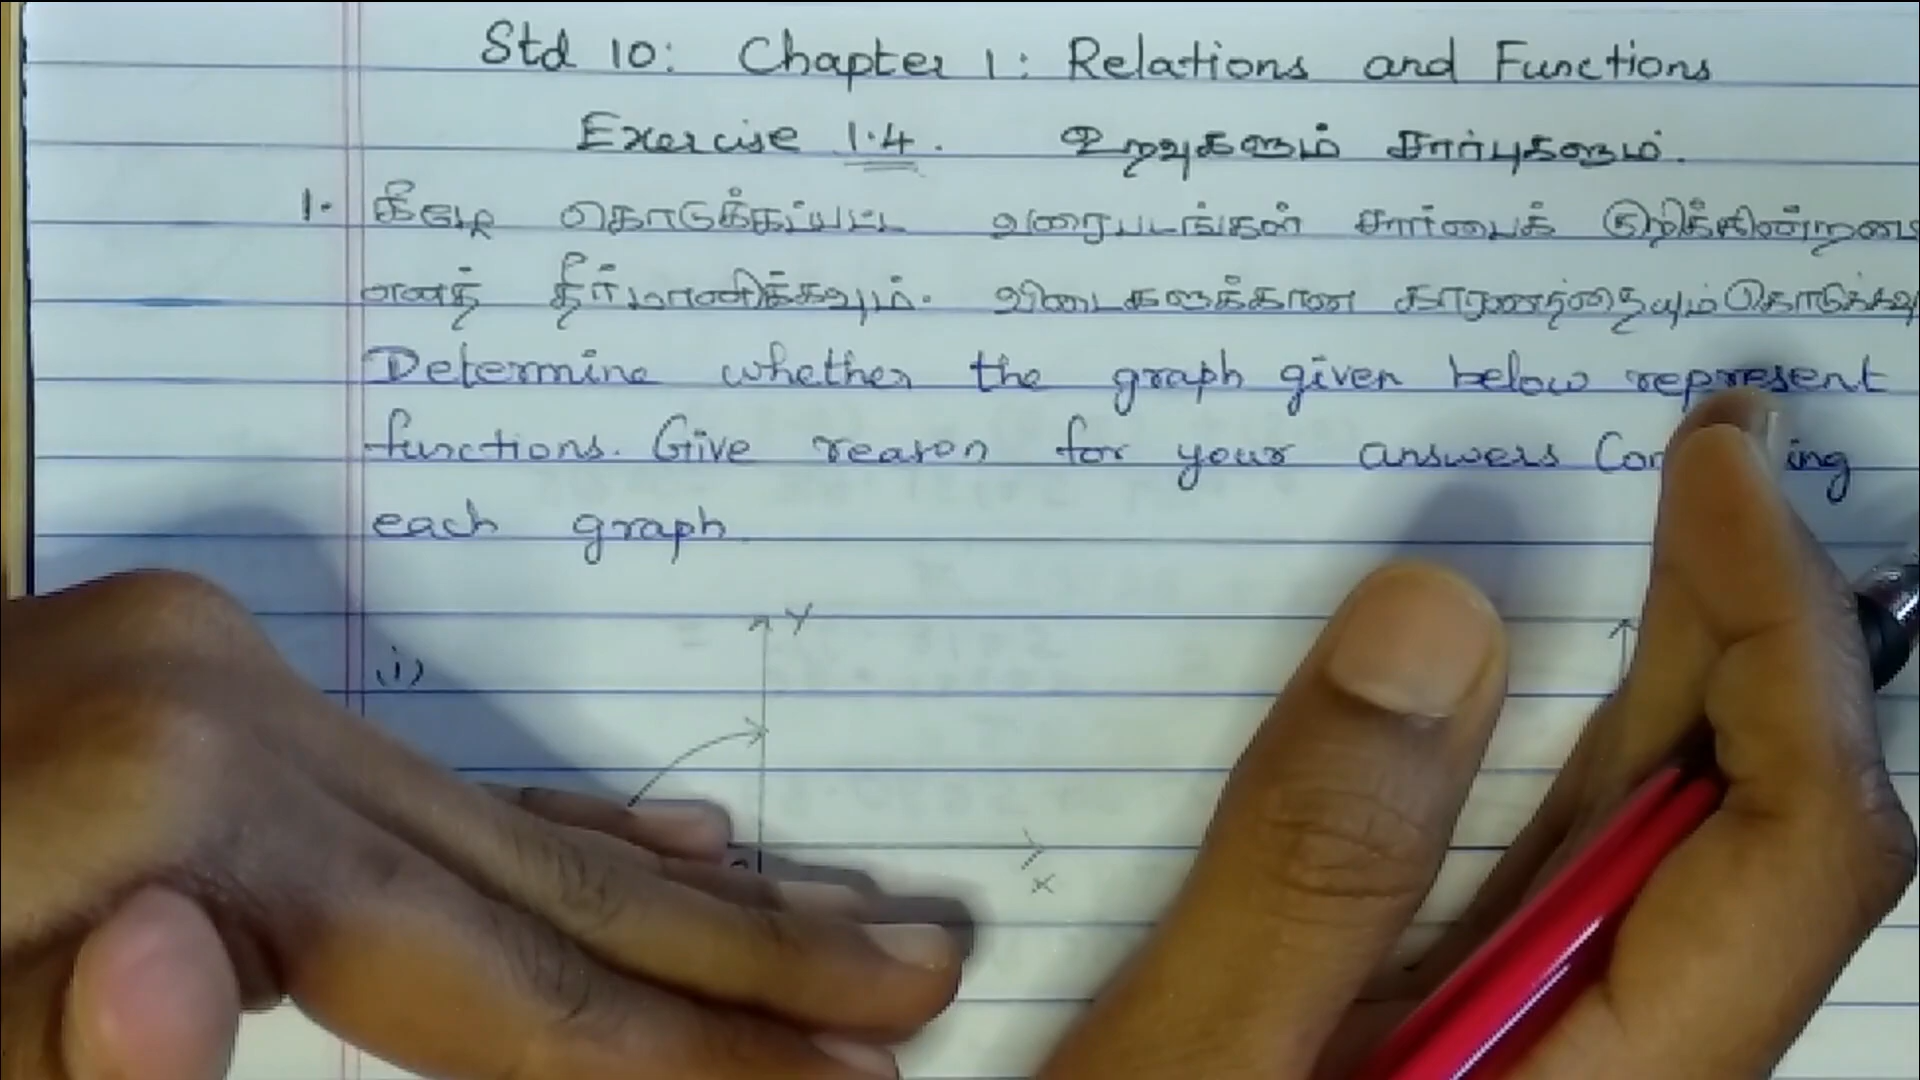 Std 10: Chapter 1: Relations and Functions
Exercise 1.4. உறவுகளும் சார்புகளும்.
1. கீழே கொடுக்கப்பட்ட வரைபடங்கள் சார்பைக்
எனத் தீர்மானிக்கவும். விடைகளுக்கான காரணத்தையும்
Determine whether the graph given below represent
functions. Give reason for your answers
each graph.
(i) Y
x